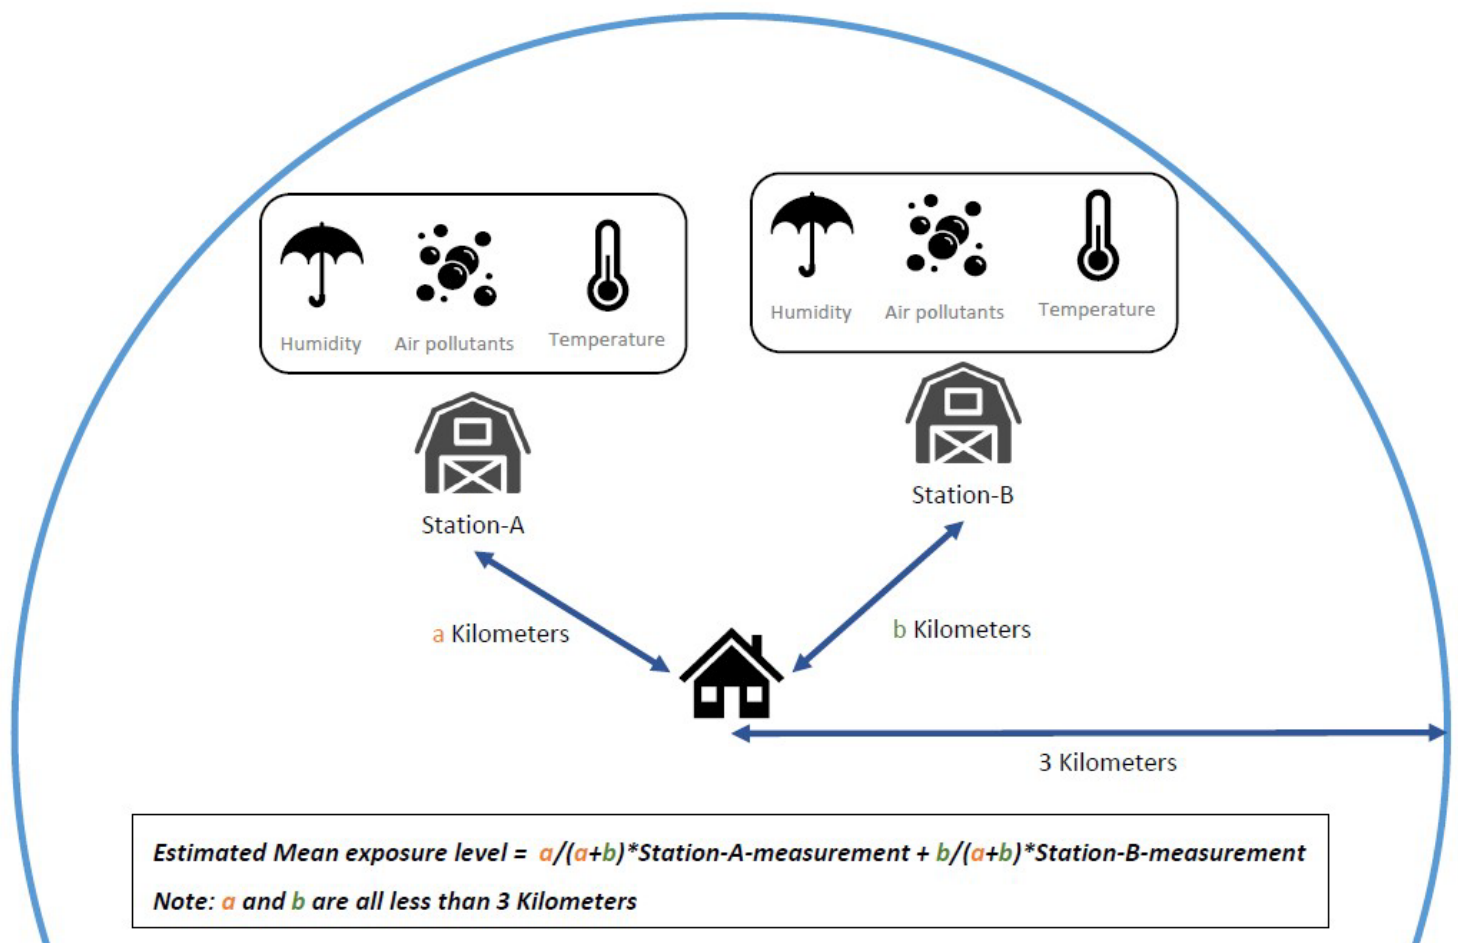 Humidity
Air pollutants
Temperature
Humidity
Air pollutants
Temperature
Station-A
Station-B
a Kilometers
b Kilometers
3 Kilometers
Estimated Mean exposure level = a/(a+b)*Station-A-measurement + b/(a+b)*Station-B-measurement
Note: a and b are all less than 3 Kilometers